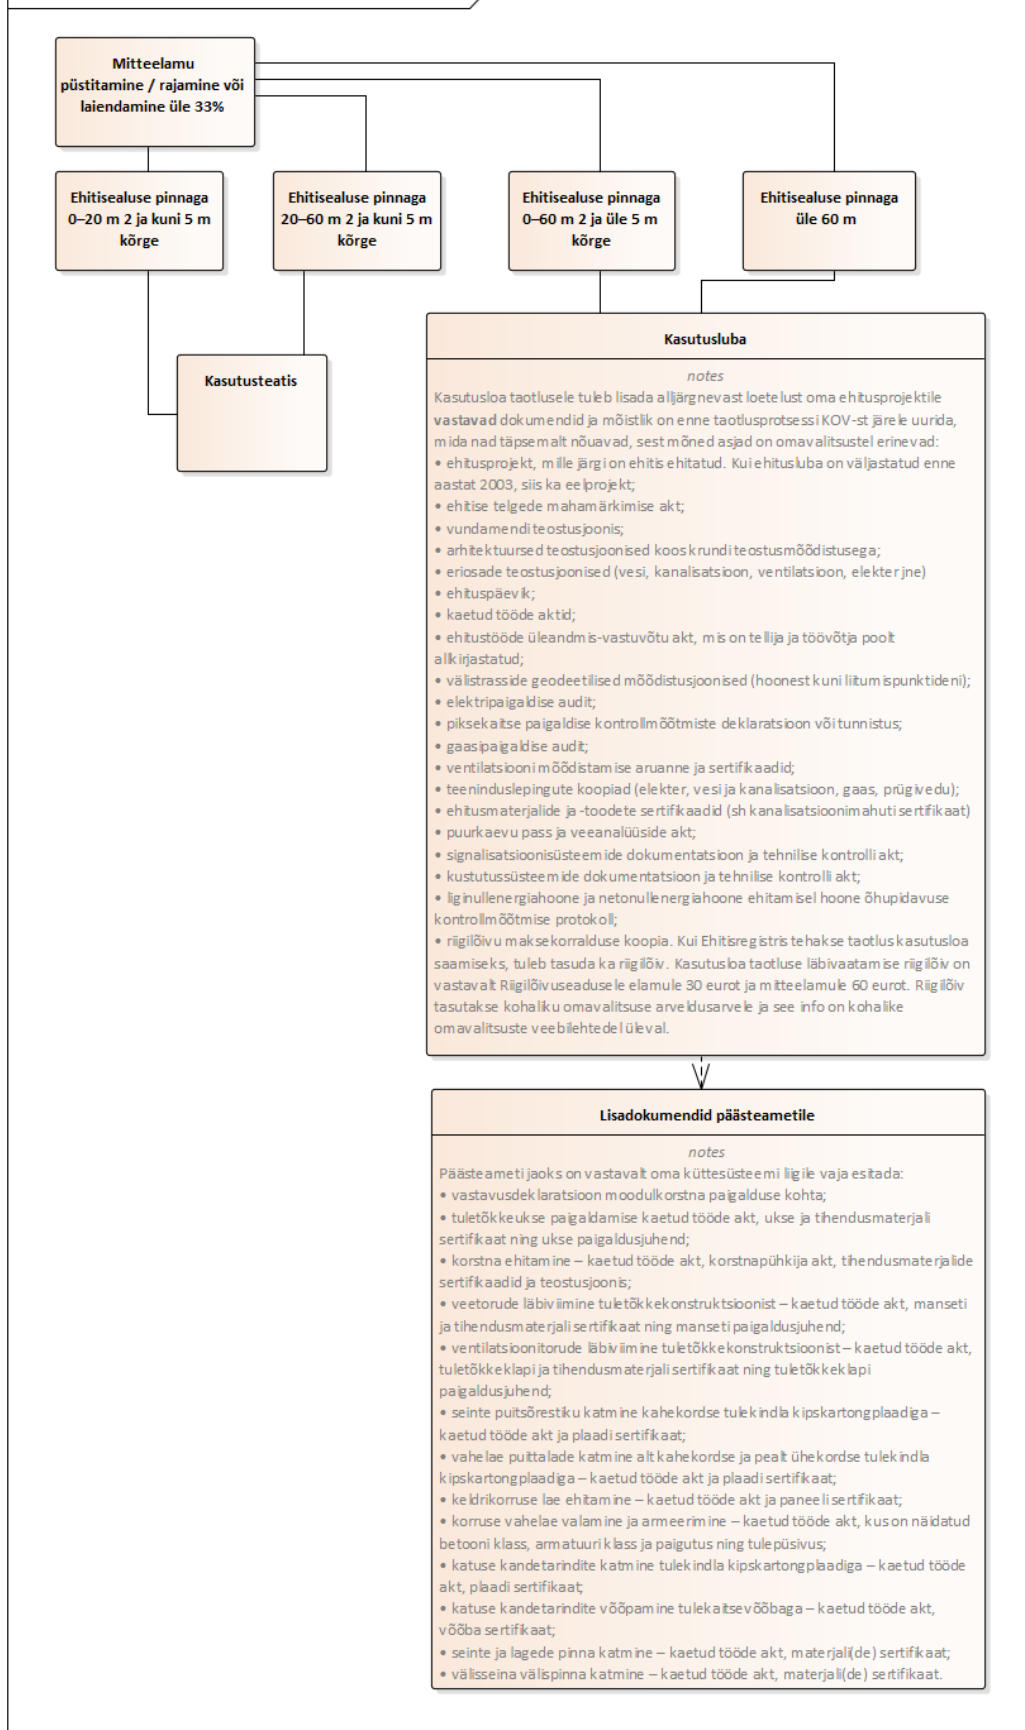 Mitteelamu
püstitamine / rajamine või
laiendamine üle 33%
Ehitisealuse pinnaga
0–20 m 2 ja kuni 5 m
kõrge
Ehitisealuse pinnaga
20–60 m 2 ja kuni 5 m
kõrge
Ehitisealuse pinnaga
0–60 m 2 ja üle 5 m
kõrge
Ehitisealuse pinnaga
üle 60 m
Kasutusteatis
Kasutusluba
notes
Kasutusloa taotlusele tuleb lisada alljärgnevast loetelust oma ehitusprojektile
vastavad dokumendid ja mõistlik on enne taotlusprotsessi KOV-st järele uurida,
mida nad täpsemalt nõuavad, sest mõned asjad on omavalitsustel erinevad:
• ehitusprojekt, mille järgi on ehitis ehitatud. Kui ehitusluba on väljastatud enne
aastat 2003, siis ka eelprojekt;
• ehitise telgede mahamärkimise akt;
• vundamendi teostusjoonis;
• arhitektuursed teostusjoonised koos krundi teostusmõõdistusega;
• eriosade teostusjoonised (vesi, kanalisatsioon, ventilatsioon, elekter jne)
• ehituspäevik;
• kaetud tööde aktid;
• ehitustööde üleandmis-vastuvõtu akt, mis on tellija ja töövõtja poolt
allkirjastatud;
• välistrasside geodeetilised mõõdistusjoonised (hoonest kuni liitumispunktideni);
• elektripaigaldise audit;
• piksekaitse paigaldise kontrollmõõtmiste deklaratsioon või tunnistus;
• gaasipaigaldise audit;
• ventilatsiooni mõõdistamise aruanne ja sertifikaadid;
• teeninduslepingute koopiad (elekter, vesi ja kanalisatsioon, gaas, prügivedu);
• ehitusmaterjalide ja -toodete sertifikaadid (sh kanalisatsioonimahuti sertifikaat)
• puurkaevu pass ja veeanalüüside akt;
• signalisatsioonisüsteemide dokumentatsioon ja tehnilise kontrolli akt;
• kustutussüsteemide dokumentatsioon ja tehnilise kontrolli akt;
• liginullenergiahoone ja netonullenergiahoone ehitamisel hoone õhupidavuse
kontrollmõõtmise protokoll;
• riigilõivu maksekorralduse koopia. Kui Ehitisregistris tehakse taotlus kasutusloa
saamiseks, tuleb tasuda ka riigilõiv. Kasutusloa taotluse läbivaatamise riigilõiv on
vastavalt Riigilõivuseadusele elamule 30 eurot ja mitteelamule 60 eurot. Riigilõiv
tasutakse kohaliku omavalitsuse arveldusarvele ja see info on kohalike
omavalitsuste veebilehtedel üleval.
Lisadokumendid päästeametile
notes
Päästeameti jaoks on vastavalt oma küttesüsteemi liigile vaja esitada:
• vastavusdeklaratsioon moodulkorstna paigalduse kohta;
• tuletõkkeukse paigaldamise kaetud tööde akt, ukse ja tihendusmaterjali
sertifikaat ning ukse paigaldusjuhend;
• korstna ehitamine – kaetud tööde akt, korstnapühkija akt, tihendusmaterjalide
sertifikaadid ja teostusjoonis;
• veetorude läbiviimine tuletõkkekonstruktsioonist – kaetud tööde akt, manseti
ja tihendusmaterjali sertifikaat ning manseti paigaldusjuhend;
• ventilatsioonitorude läbiviimine tuletõkkekonstruktsioonist – kaetud tööde akt,
tuletõkkeklapi ja tihendusmaterjali sertifikaat ning tuletõkkeklapi
paigaldusjuhend;
• seinte puitsõrestiku katmine kahekordse tulekindla kipskartongplaadiga –
kaetud tööde akt ja plaadi sertifikaat;
• vahelae puittalade katmine alt kahekordse ja pealt ühekordse tulekindla
kipskartongplaadiga – kaetud tööde akt ja plaadi sertifikaat;
• keldrikorruse lae ehitamine – kaetud tööde akt ja paneeli sertifikaat;
• korruse vahelae valamine ja armeerimine – kaetud tööde akt, kus on näidatud
betooni klass, armatuuri klass ja paigutus ning tulepüsivus;
• katuse kandetarindite katmine tulekindla kipskartongplaadiga – kaetud tööde
akt, plaadi sertifikaat;
• katuse kandetarindite võõpamine tulekaitsevõõbaga – kaetud tööde akt,
võõba sertifikaat;
• seinte ja lagede pinna katmine – kaetud tööde akt, materjali(de) sertifikaat;
• välisseina välispinna katmine – kaetud tööde akt, materjali(de) sertifikaat.